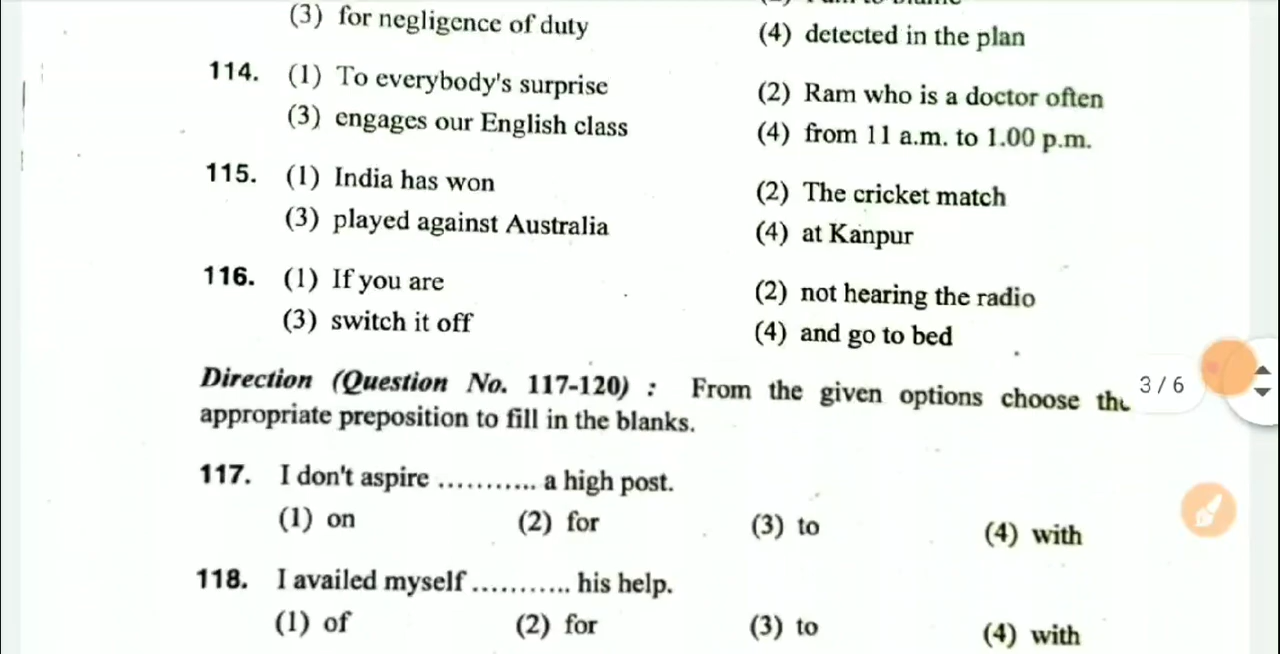 (3) for negligence of duty
(4) detected in the plan
114. (1) To everybody's surprise (2) Ram who is a doctor often
(3) engages our English class (4) from 11 a.m. to 1.00 p.m.
115. (1) India has won (2) The cricket match
(3) played against Australia (4) at Kanpur
116. (1) If you are (2) not hearing the radio
(3) switch it off (4) and go to bed
Direction (Question No. 117-120) : From the given options choose the
appropriate preposition to fill in the blanks.
3 / 6
117. I don't aspire ........... a high post.
(1) on (2) for (3) to (4) with
118. I availed myself ........... his help.
(1) of (2) for (3) to (4) with